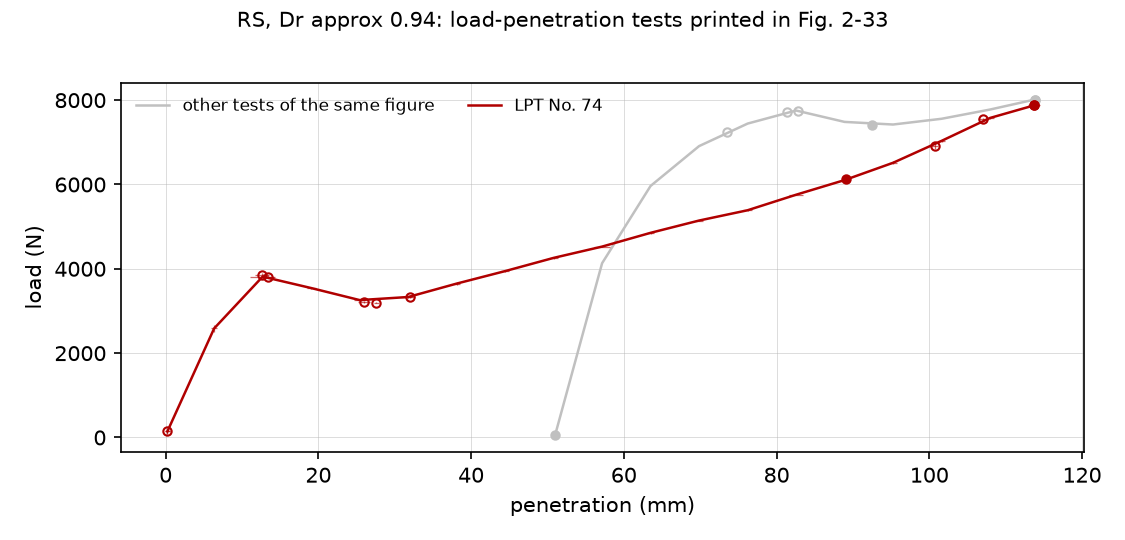 RS, Dr approx 0.94: load-penetration tests printed in Fig. 2-33
other tests of the same figure
LPT No. 74
8000
6000
4000
2000
0
load (N)
0 20 40 60 80 100 120
penetration (mm)